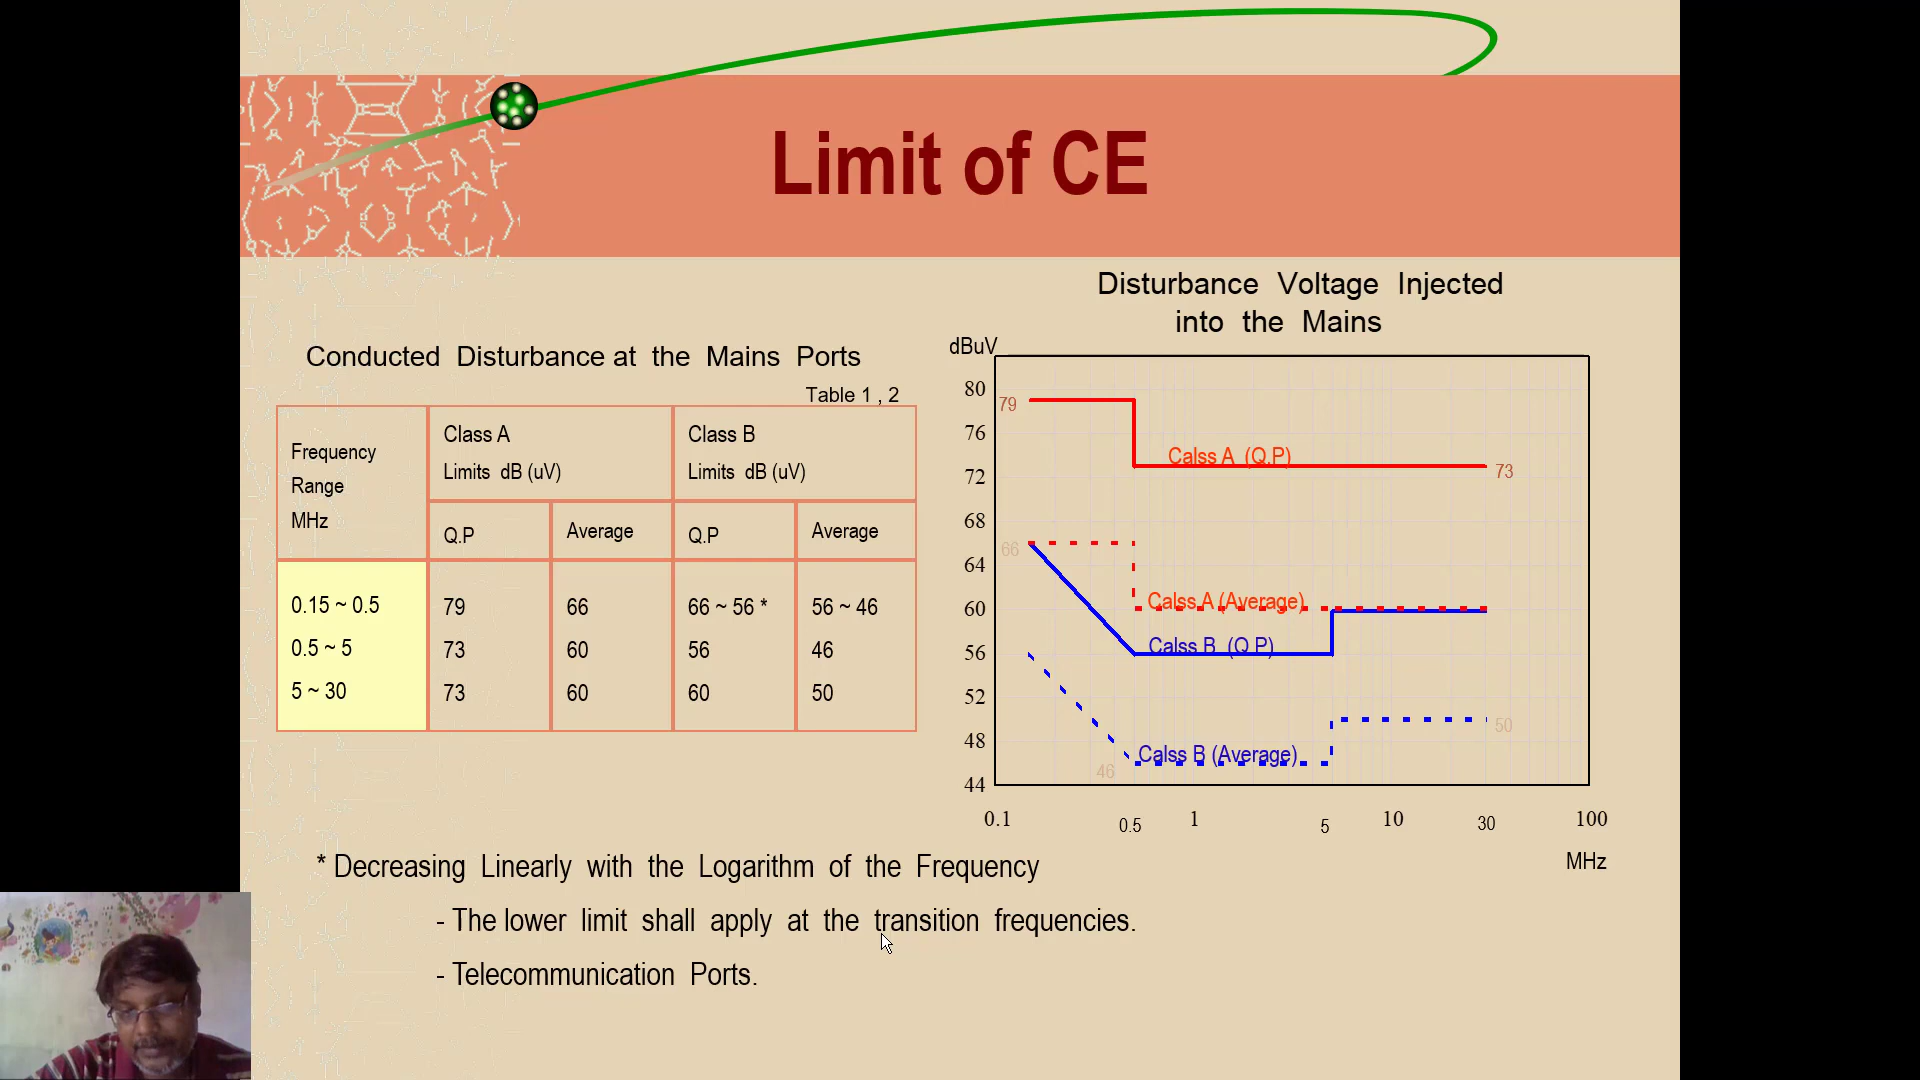 Limit of CE
Disturbance Voltage Injected
into the Mains
Conducted Disturbance at the Mains Ports
Table 1 , 2
Frequency
Range
MHz
Class A
Limits dB (uV)
Class B
Limits dB (uV)
Q.P
Average
Q.P
Average
0.15 ~ 0.5 79 66 66 ~ 56 * 56 ~ 46
0.5 ~ 5 73 60 56 46
5 ~ 30 73 60 60 50
dBuV
80
76
72
68
64
60
56
52
48
44
79
Calss A (Q.P)
73
66
Calss A (Average)
Calss B (Q.P)
Calss B (Average)
46
50
0.1 0.5 1 5 10 30 100
MHz
* Decreasing Linearly with the Logarithm of the Frequency
- The lower limit shall apply at the transition frequencies.
- Telecommunication Ports.